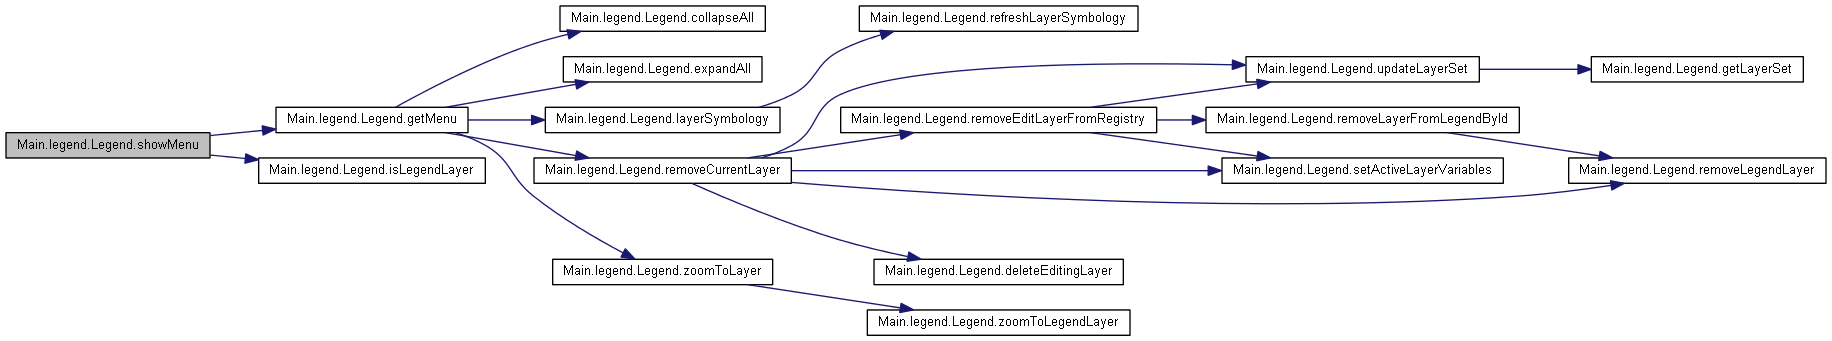 Main.legend.Legend.showMenu
Main.legend.Legend.getMenu
Main.legend.Legend.isLegendLayer
Main.legend.Legend.collapseAll
Main.legend.Legend.expandAll
Main.legend.Legend.layerSymbology
Main.legend.Legend.removeCurrentLayer
Main.legend.Legend.zoomToLayer
Main.legend.Legend.refreshLayerSymbology
Main.legend.Legend.removeEditLayerFromRegistry
Main.legend.Legend.deleteEditingLayer
Main.legend.Legend.zoomToLegendLayer
Main.legend.Legend.updateLayerSet
Main.legend.Legend.removeLayerFromLegendById
Main.legend.Legend.setActiveLayerVariables
Main.legend.Legend.getLayerSet
Main.legend.Legend.removeLegendLayer